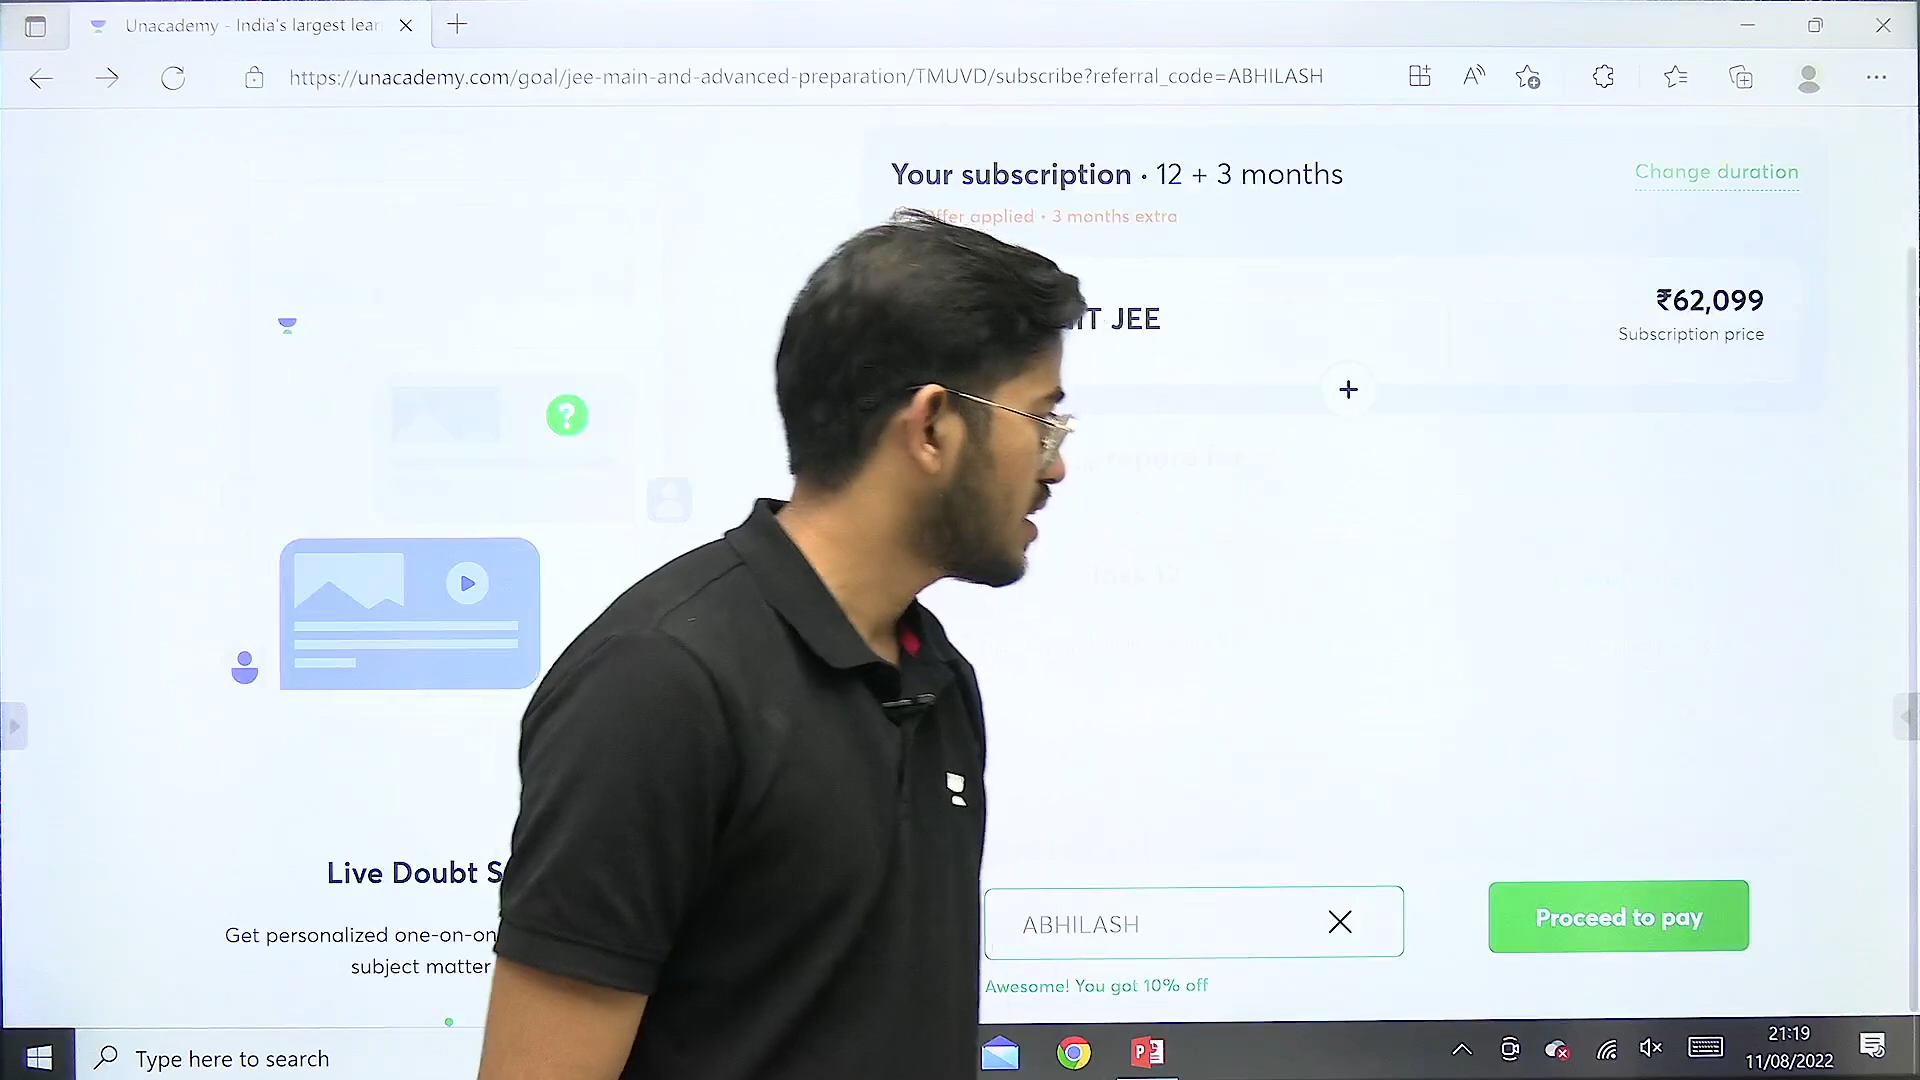 Unacademy - India's largest lear
https://unacademy.com/goal/jee-main-and-advanced-preparation/TMUVD/subscribe?referral_code=ABHILASH
Your subscription · 12 + 3 months
Change duration
Offer applied · 3 months extra
IIT JEE
₹62,099
Subscription price
?
Live Doubt S
Get personalized one-on-on
subject matter
ABHILASH
Proceed to pay
Awesome! You got 10% off
Type here to search
21:19
11/08/2022